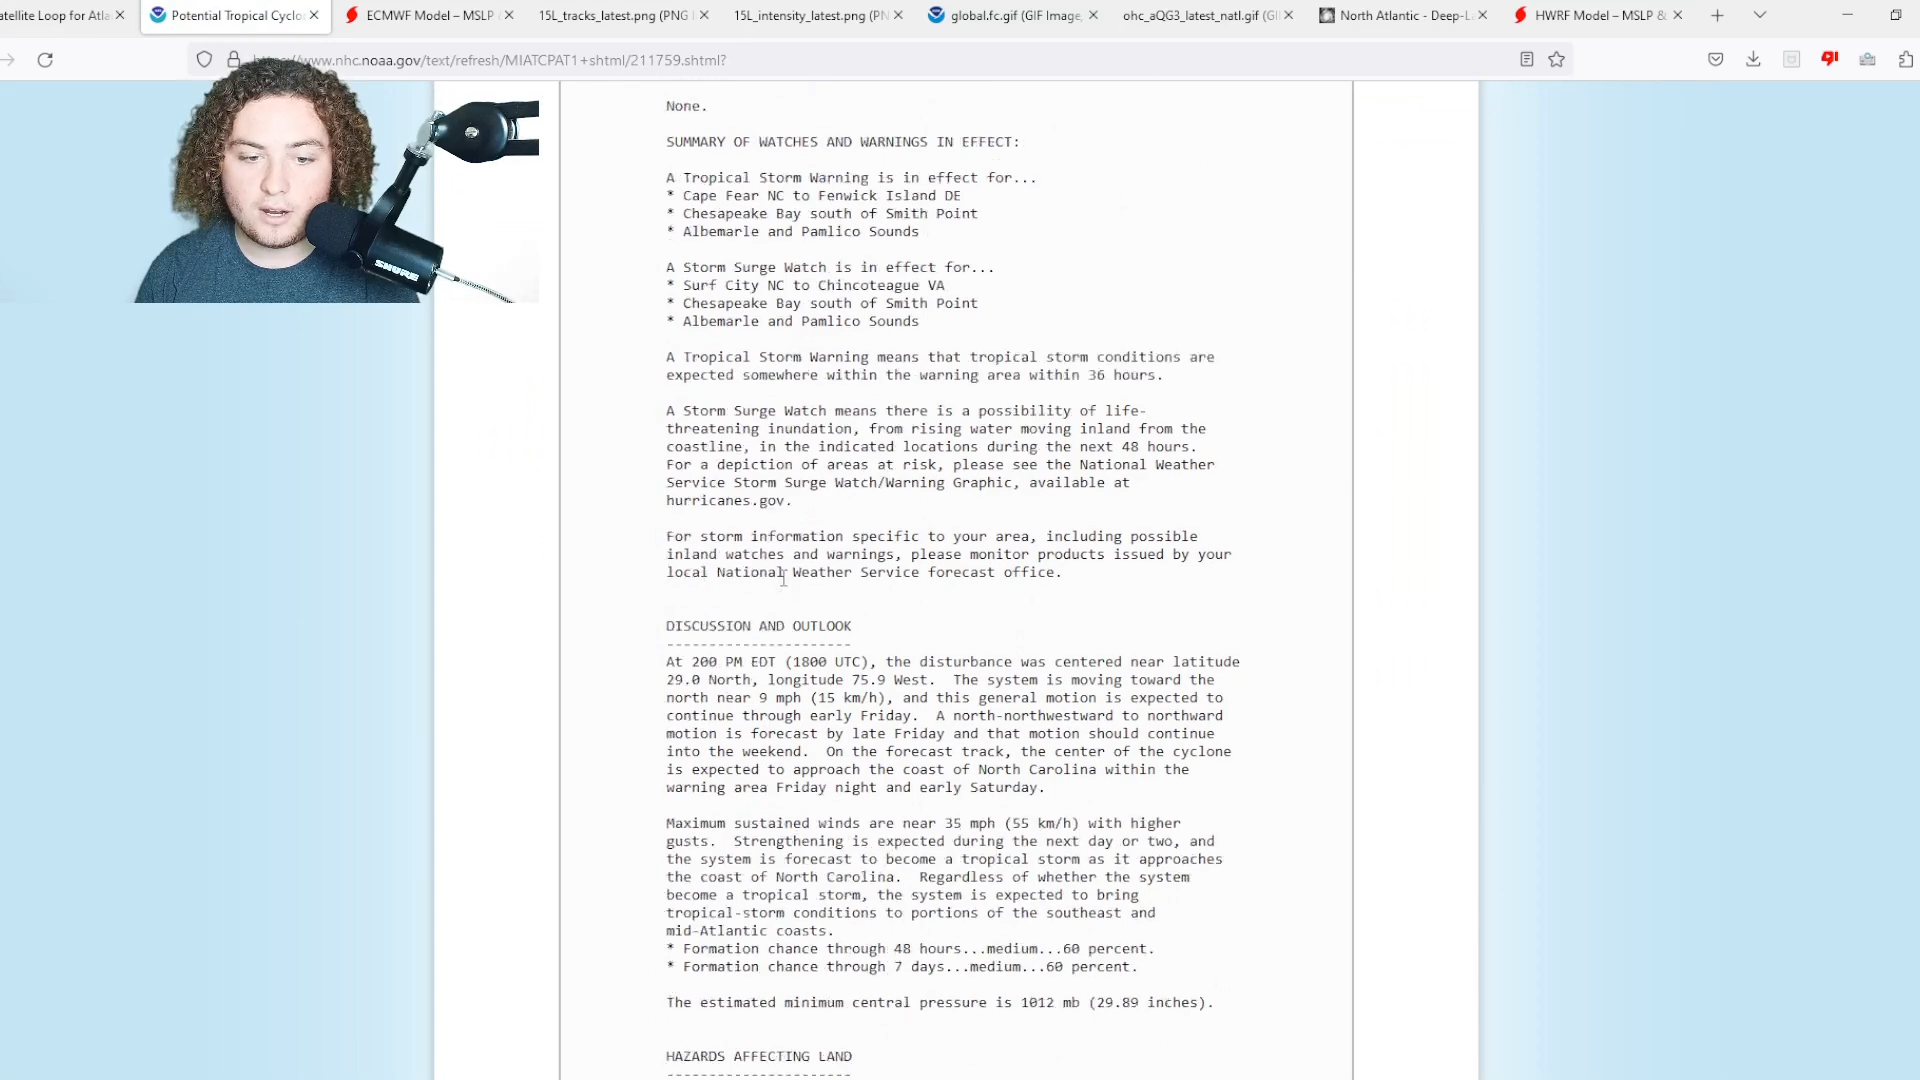 atellite Loop for Atla
Potential Tropical Cyclo
ECMWF Model – MSLP &
15L_tracks_latest.png (PNG I
15L_intensity_latest.png (PN
global.fc.gif (GIF Image,
ohc_aQG3_latest_natl.gif (GI
North Atlantic - Deep-L
HWRF Model – MSLP &
https://www.nhc.noaa.gov/text/refresh/MIATCPAT1+shtml/211759.shtml?
None.
SUMMARY OF WATCHES AND WARNINGS IN EFFECT:
A Tropical Storm Warning is in effect for...
* Cape Fear NC to Fenwick Island DE
* Chesapeake Bay south of Smith Point
* Albemarle and Pamlico Sounds
A Storm Surge Watch is in effect for...
* Surf City NC to Chincoteague VA
* Chesapeake Bay south of Smith Point
* Albemarle and Pamlico Sounds
A Tropical Storm Warning means that tropical storm conditions are
expected somewhere within the warning area within 36 hours.
A Storm Surge Watch means there is a possibility of life-
threatening inundation, from rising water moving inland from the
coastline, in the indicated locations during the next 48 hours.
For a depiction of areas at risk, please see the National Weather
Service Storm Surge Watch/Warning Graphic, available at
hurricanes.gov.
For storm information specific to your area, including possible
inland watches and warnings, please monitor products issued by your
local National Weather Service forecast office.
DISCUSSION AND OUTLOOK
----------------------
At 200 PM EDT (1800 UTC), the disturbance was centered near latitude
29.0 North, longitude 75.9 West.  The system is moving toward the
north near 9 mph (15 km/h), and this general motion is expected to
continue through early Friday.  A north-northwestward to northward
motion is forecast by late Friday and that motion should continue
into the weekend.  On the forecast track, the center of the cyclone
is expected to approach the coast of North Carolina within the
warning area Friday night and early Saturday.
Maximum sustained winds are near 35 mph (55 km/h) with higher
gusts.  Strengthening is expected during the next day or two, and
the system is forecast to become a tropical storm as it approaches
the coast of North Carolina.  Regardless of whether the system
become a tropical storm, the system is expected to bring
tropical-storm conditions to portions of the southeast and
mid-Atlantic coasts.
* Formation chance through 48 hours...medium...60 percent.
* Formation chance through 7 days...medium...60 percent.
The estimated minimum central pressure is 1012 mb (29.89 inches).
HAZARDS AFFECTING LAND
----------------------
SHURE